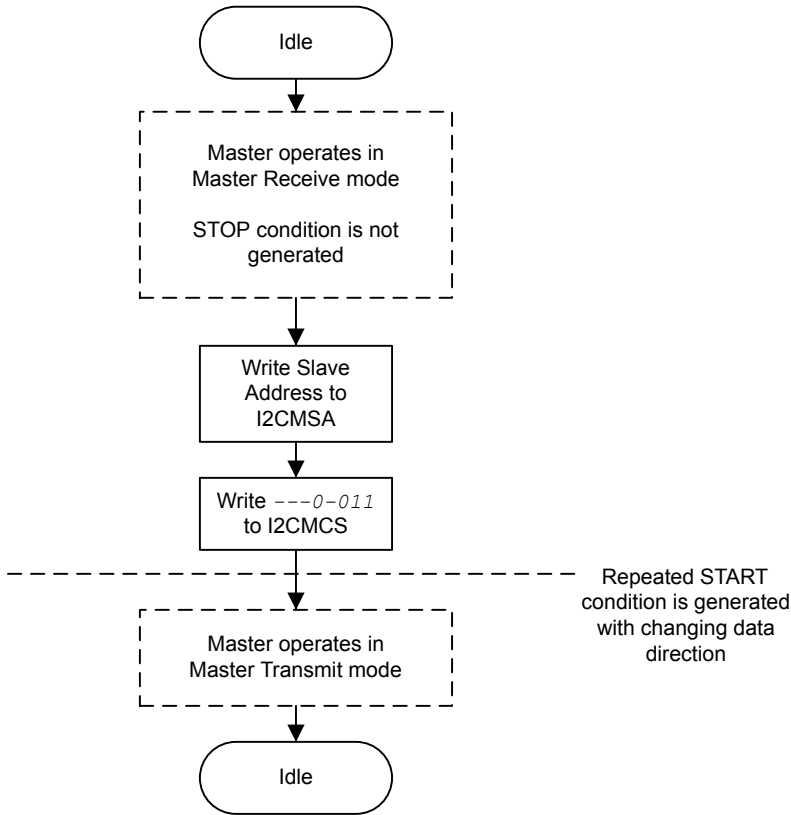 Idle
Master operates in
Master Receive mode
STOP condition is not
generated
Write Slave
Address to
I2CMSA
Write ---0-011
to I2CMCS
Repeated START
condition is generated
with changing data
direction
Master operates in
Master Transmit mode
Idle